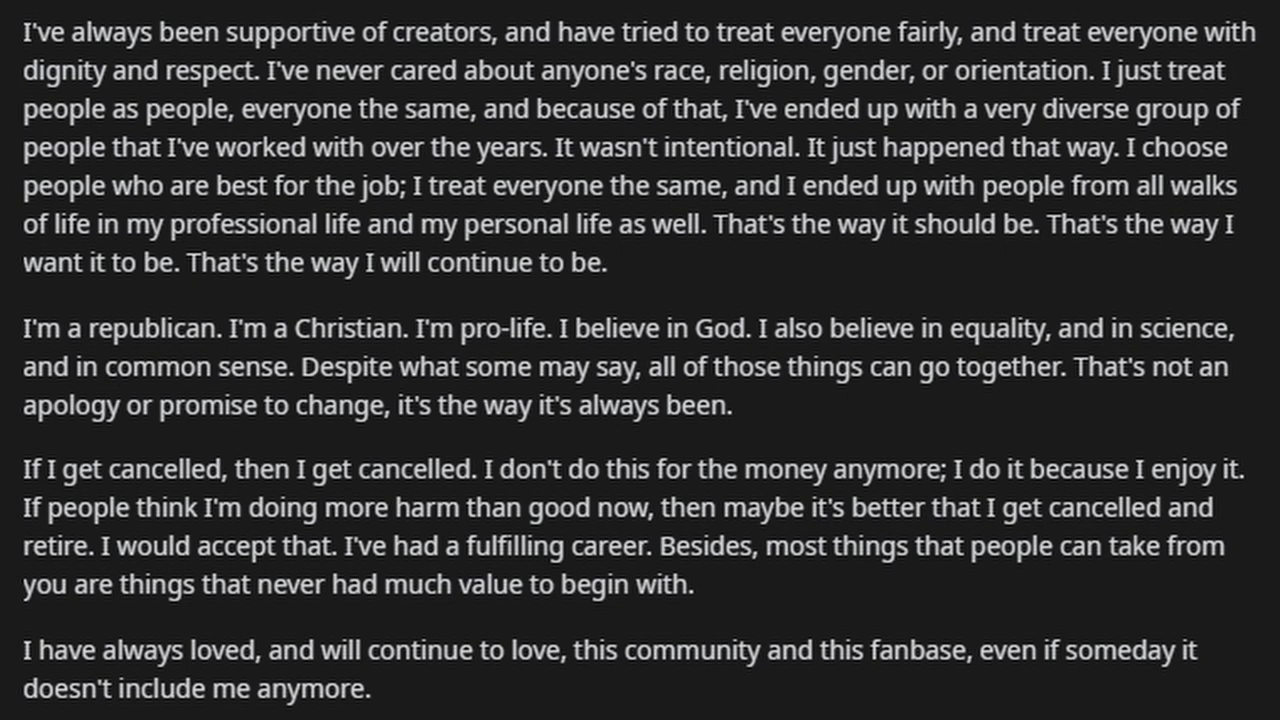 I've always been supportive of creators, and have tried to treat everyone fairly, and treat everyone with
dignity and respect. I've never cared about anyone's race, religion, gender, or orientation. I just treat
people as people, everyone the same, and because of that, I've ended up with a very diverse group of
people that I've worked with over the years. It wasn't intentional. It just happened that way. I choose
people who are best for the job; I treat everyone the same, and I ended up with people from all walks
of life in my professional life and my personal life as well. That's the way it should be. That's the way I
want it to be. That's the way I will continue to be.
I'm a republican. I'm a Christian. I'm pro-life. I believe in God. I also believe in equality, and in science,
and in common sense. Despite what some may say, all of those things can go together. That's not an
apology or promise to change, it's the way it's always been.
If I get cancelled, then I get cancelled. I don't do this for the money anymore; I do it because I enjoy it.
If people think I'm doing more harm than good now, then maybe it's better that I get cancelled and
retire. I would accept that. I've had a fulfilling career. Besides, most things that people can take from
you are things that never had much value to begin with.
I have always loved, and will continue to love, this community and this fanbase, even if someday it
doesn't include me anymore.